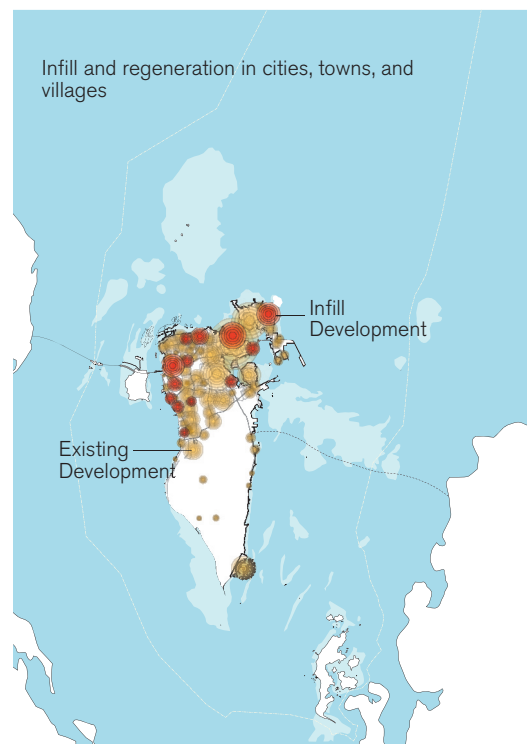 Infill and regeneration in cities, towns, and
villages
Infill
Development
Existing
Development